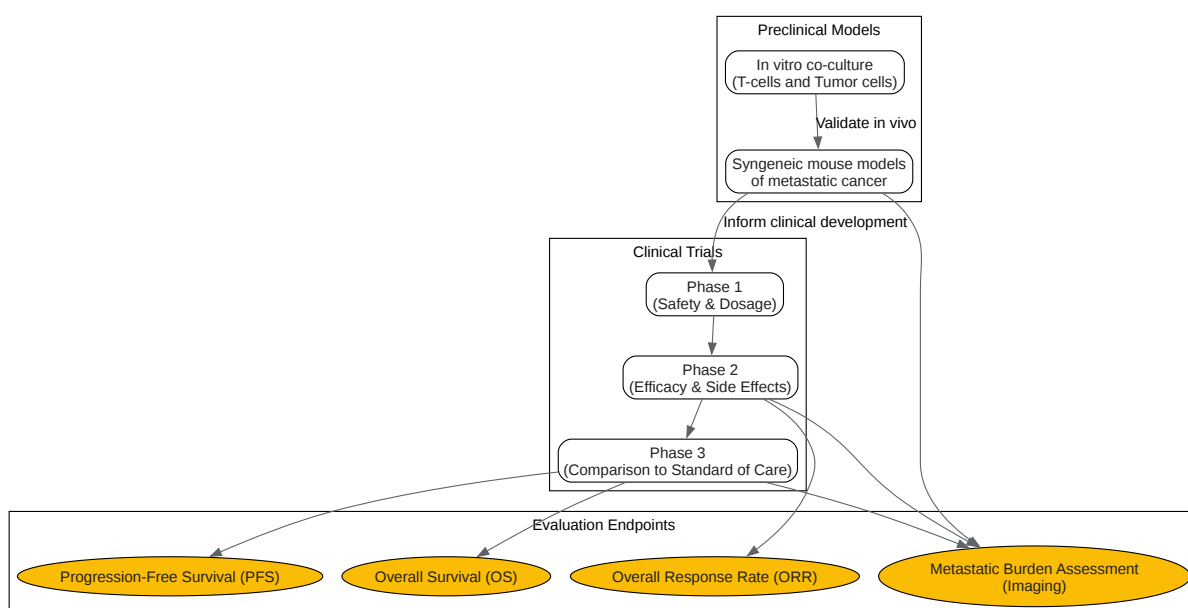 Preclinical Models
In vitro co-culture
(T-cells and Tumor cells)
Validate in vivo
Syngeneic mouse models
of metastatic cancer
Inform clinical development
Clinical Trials
Phase 1
(Safety & Dosage)
Phase 2
(Efficacy & Side Effects)
Phase 3
(Comparison to Standard of Care)
Evaluation Endpoints
Progression-Free Survival (PFS)
Overall Survival (OS)
Overall Response Rate (ORR)
Metastatic Burden Assessment
(Imaging)